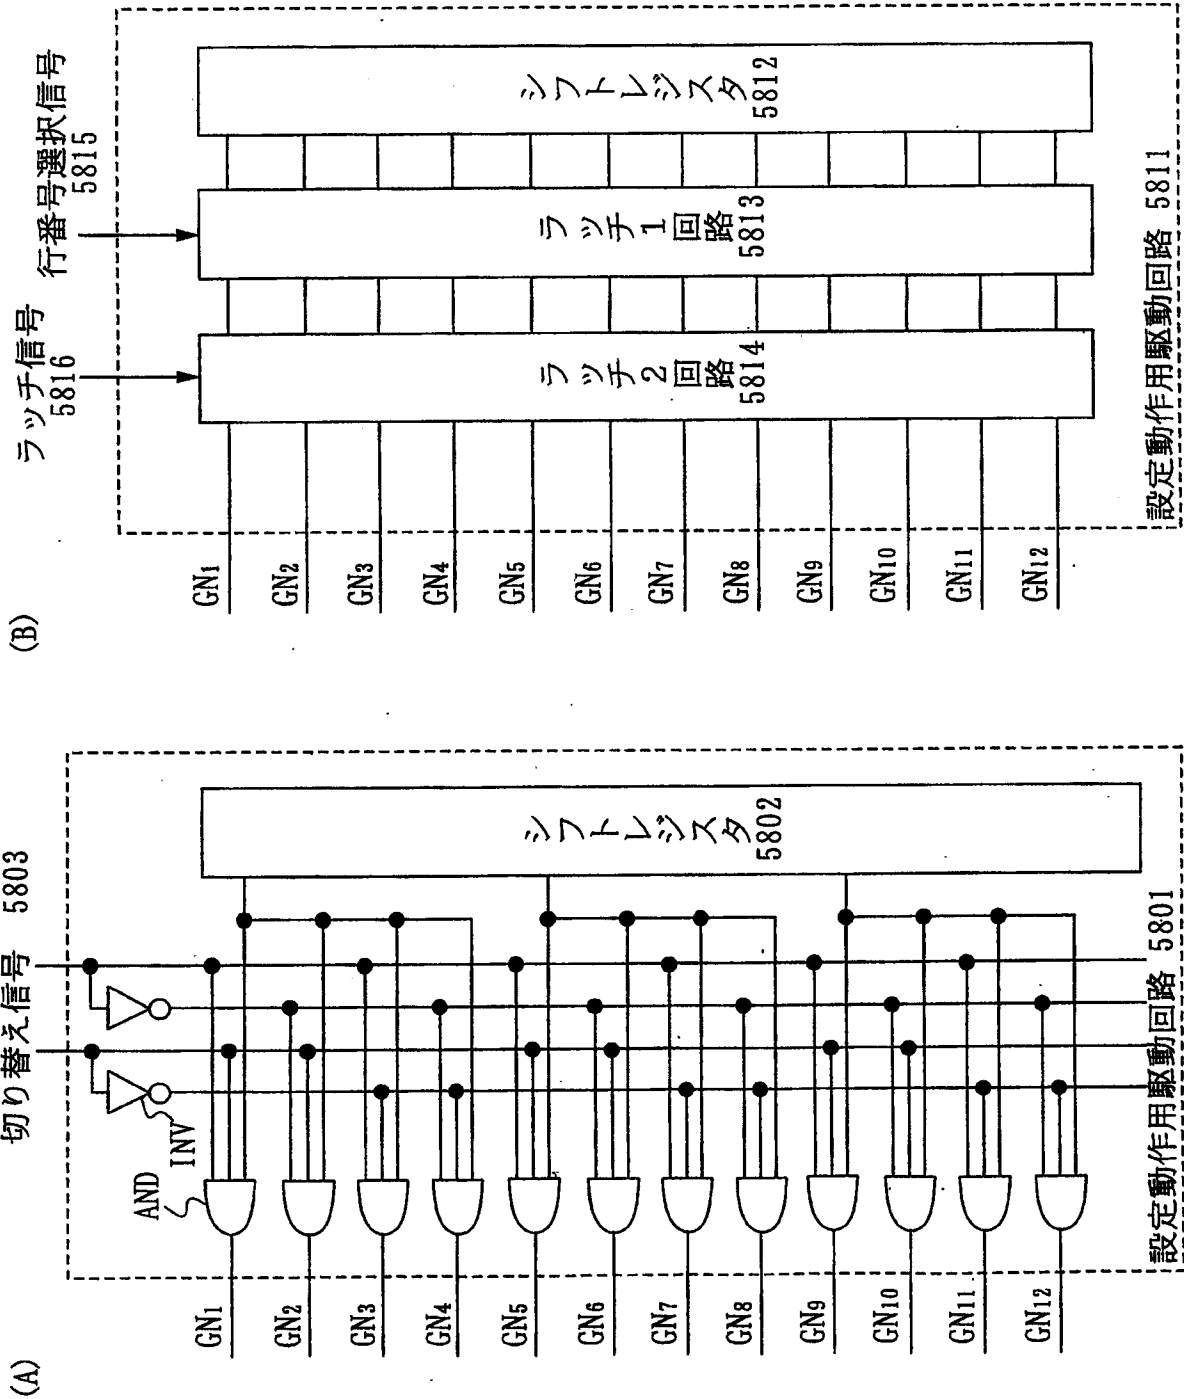 (A)
切り替え信号 5803
INV
AND
シフトレジスタ
5802
GN1
GN2
GN3
GN4
GN5
GN6
GN7
GN8
GN9
GN10
GN11
GN12
設定動作用駆動回路 5801
(B)
ラッチ信号
5816
行番号選択信号
5815
ラッチ2回路
5814
ラッチ1回路
5813
シフトレジスタ
5812
GN1
GN2
GN3
GN4
GN5
GN6
GN7
GN8
GN9
GN10
GN11
GN12
設定動作用駆動回路 5811